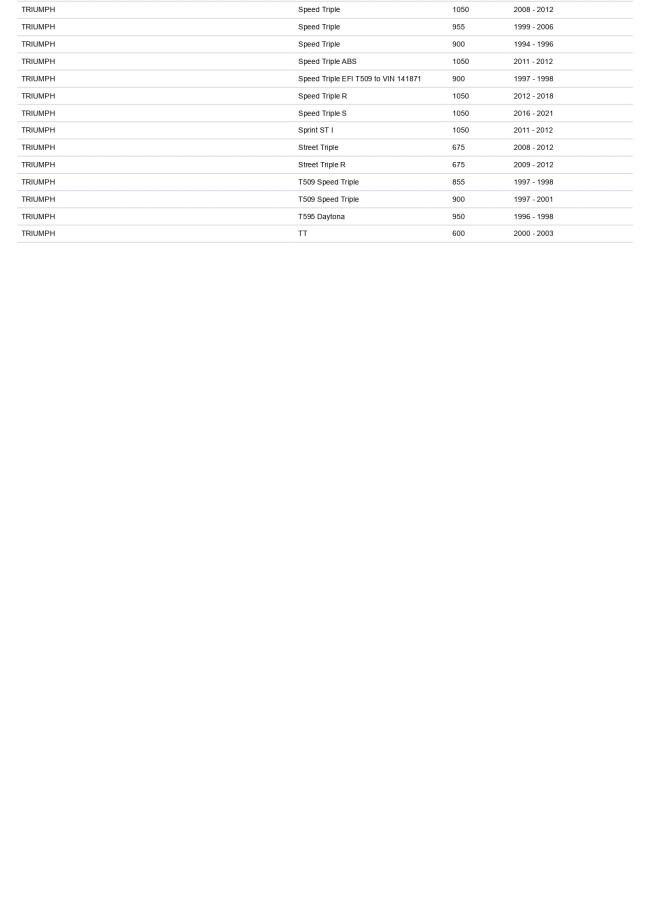 TRIUMPH Speed Triple 1050 2008 - 2012
TRIUMPH Speed Triple 955 1999 - 2006
TRIUMPH Speed Triple 900 1994 - 1996
TRIUMPH Speed Triple ABS 1050 2011 - 2012
TRIUMPH Speed Triple EFI T509 to VIN 141871 900 1997 - 1998
TRIUMPH Speed Triple R 1050 2012 - 2018
TRIUMPH Speed Triple S 1050 2016 - 2021
TRIUMPH Sprint ST I 1050 2011 - 2012
TRIUMPH Street Triple 675 2008 - 2012
TRIUMPH Street Triple R 675 2009 - 2012
TRIUMPH T509 Speed Triple 855 1997 - 1998
TRIUMPH T509 Speed Triple 900 1997 - 2001
TRIUMPH T595 Daytona 950 1996 - 1998
TRIUMPH TT 600 2000 - 2003